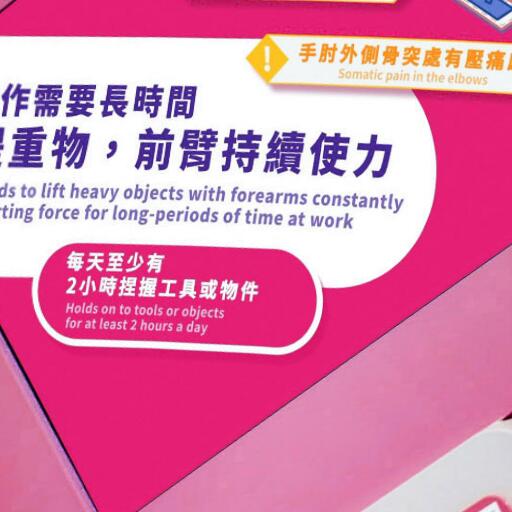 手肘外側骨突處有壓痛
Somatic pain in the elbows
作需要長時間
重物，前臂持續使力
ds to lift heavy objects with forearms constantly
ting force for long-periods of time at work
每天至少有
2小時捏握工具或物件
Holds on to tools or objects
for at least 2 hours a day